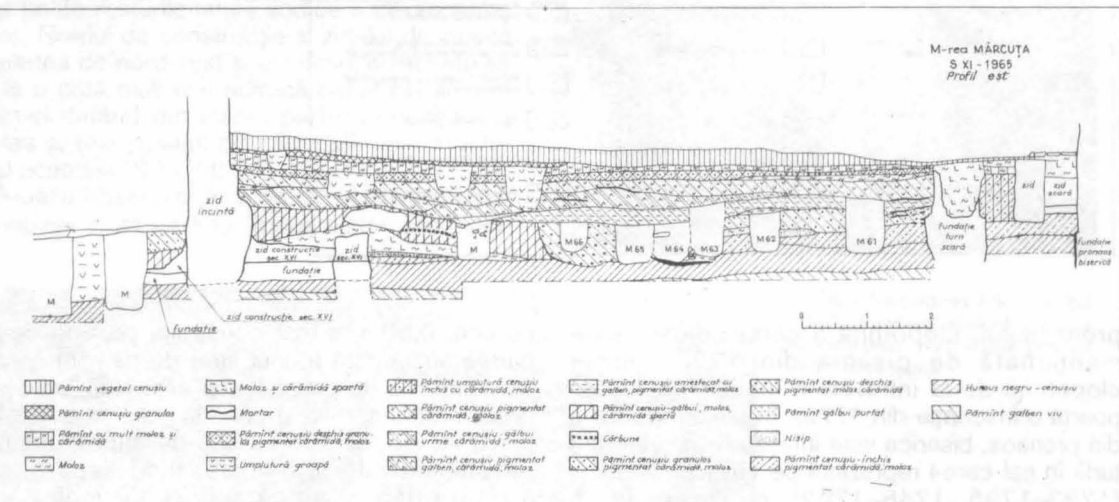 M-rea MĂRCUȚA
S XI - 1965
Profil est
zid
incintă
zid
zid
scară
fundație
turn
scară
fundație
pronaos
biserică
zid construcție
sec. XVI
zid
sec. XVI
fundație
M
M
M
M 66
M 65
M 64
M 63
M 62
M 61
fundație
zid construcție sec. XVI
0 1 2
Pămînt vegetal cenușiu
Pămînt cenușiu granulos
Pămînt cu mult moloz și
cărămidă
Moloz
Moloz și cărămidă spartă
Mortar
Pămînt cenușiu deschis granu-
los pigmentat cărămidă, moloz
Umplutură groapă
Pămînt umplutură cenușiu
închis cu cărămidă, moloz
Pămînt cenușiu pigmentat
cărămidă, moloz
Pămînt cenușiu - gălbui
urme cărămidă, moloz
Pămînt cenușiu pigmentat
galben, cărămidă, moloz
Pămînt cenușiu amestecat cu
galben, pigmentat cărămidă, moloz
Pămînt cenușiu-gălbui, moloz,
cărămidă spartă
Cărbune
Pămînt cenușiu granulos
pigmentat cărămidă, moloz
Pămînt cenușiu-deschis
pigmentat moloz, cărămidă
Pămînt gălbui purtat
Nisip
Pămînt cenușiu-închis
pigmentat cărămidă, moloz
Humus negru - cenușiu
Pămînt galben viu